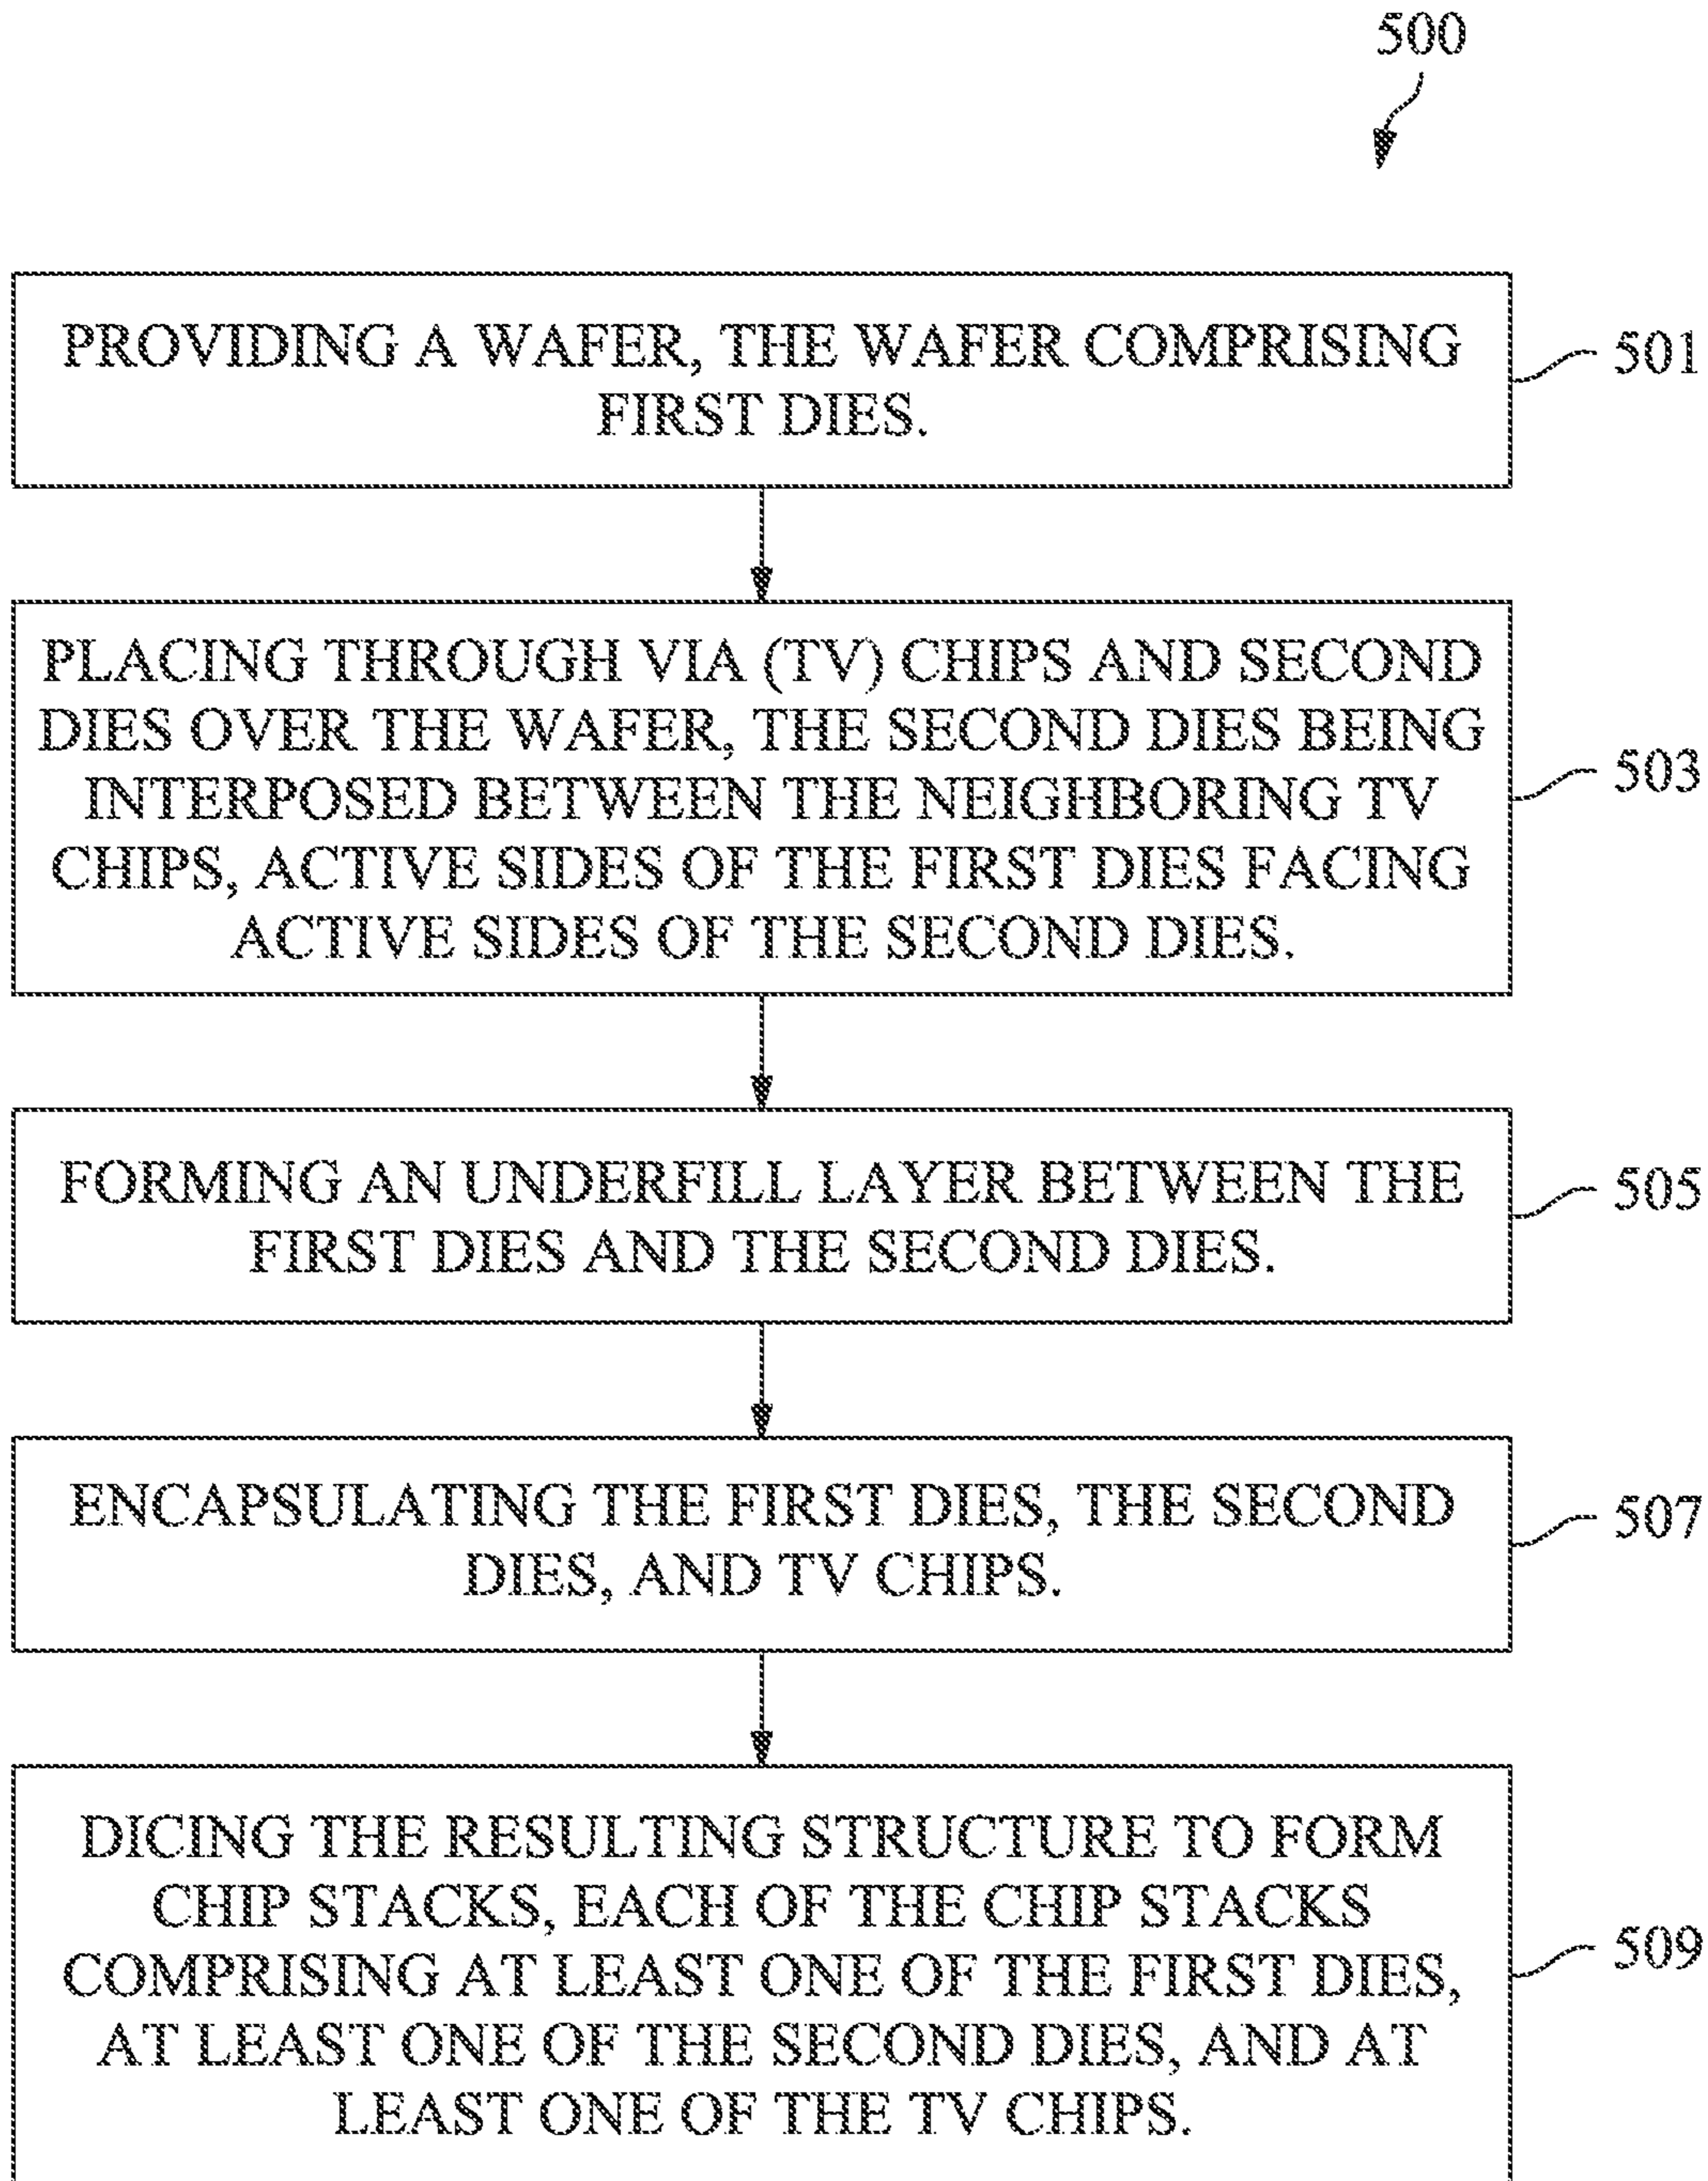 500
PROVIDING A WAFER, THE WAFER COMPRISING
FIRST DIES.
501
PLACING THROUGH VIA (TV) CHIPS AND SECOND
DIES OVER THE WAFER, THE SECOND DIES BEING
INTERPOSED BETWEEN THE NEIGHBORING TV
CHIPS, ACTIVE SIDES OF THE FIRST DIES FACING
ACTIVE SIDES OF THE SECOND DIES.
503
FORMING AN UNDERFILL LAYER BETWEEN THE
FIRST DIES AND THE SECOND DIES.
505
ENCAPSULATING THE FIRST DIES, THE SECOND
DIES, AND TV CHIPS.
507
DICING THE RESULTING STRUCTURE TO FORM
CHIP STACKS, EACH OF THE CHIP STACKS
COMPRISING AT LEAST ONE OF THE FIRST DIES,
AT LEAST ONE OF THE SECOND DIES, AND AT
LEAST ONE OF THE TV CHIPS.
509